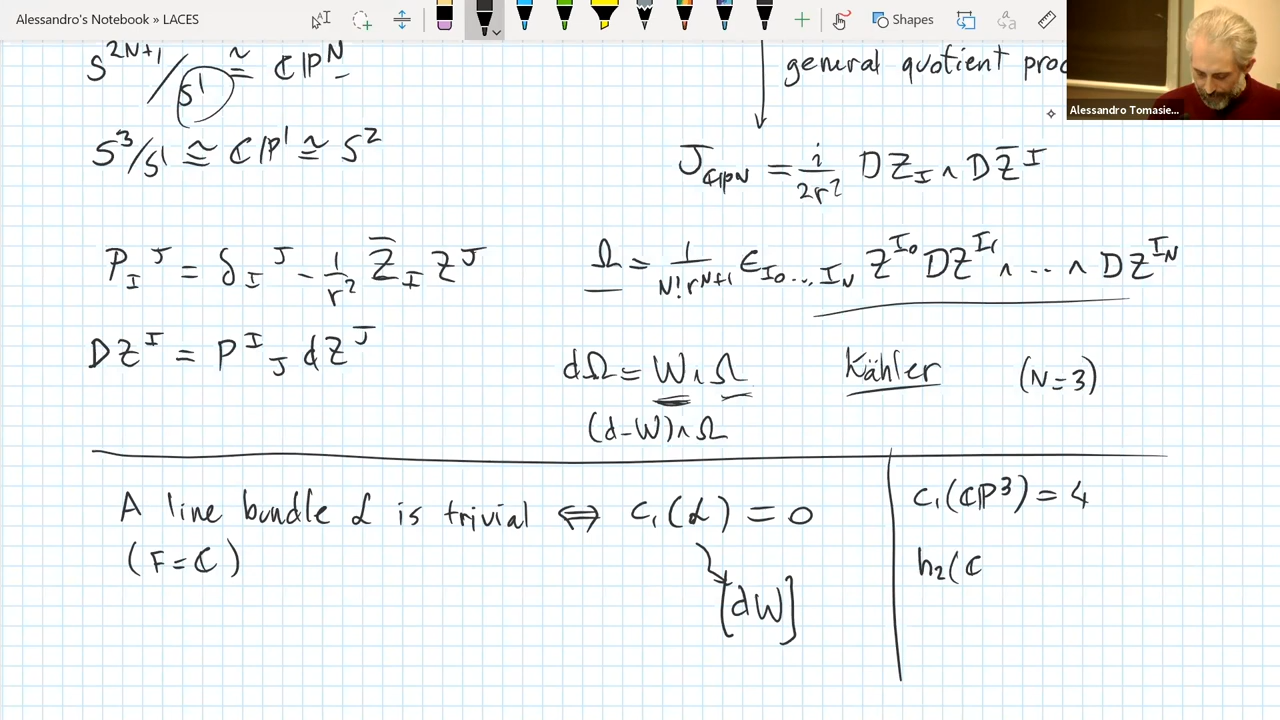 Alessandro's Notebook » LACES
Shapes
S^{2N+1}/S^1 ≅ ℂℙ^N
general quotient proc
Alessandro Tomasie...
S^3/S^1 ≅ ℂℙ^1 ≅ S^2
J_{ℂℙ^N} = i/2r^2 DZ_I ∧ DZ̄^I
P_I^J = δ_I^J - 1/r^2 Z̄_I Z^J
Ω = 1/N!r^{N+1} ϵ_{I_0...I_N} Z^{I_0} DZ^{I_1} ∧ ... ∧ DZ^{I_N}
DZ^I = P^I_J dZ^J
dΩ = W∧Ω Kähler (N=3)
(d-W)∧Ω
A line bundle ℒ is trivial ⇔ c_1(ℒ) = 0
(F=ℂ)
[dW]
c_1(ℂℙ^3) = 4
h_2(ℂ